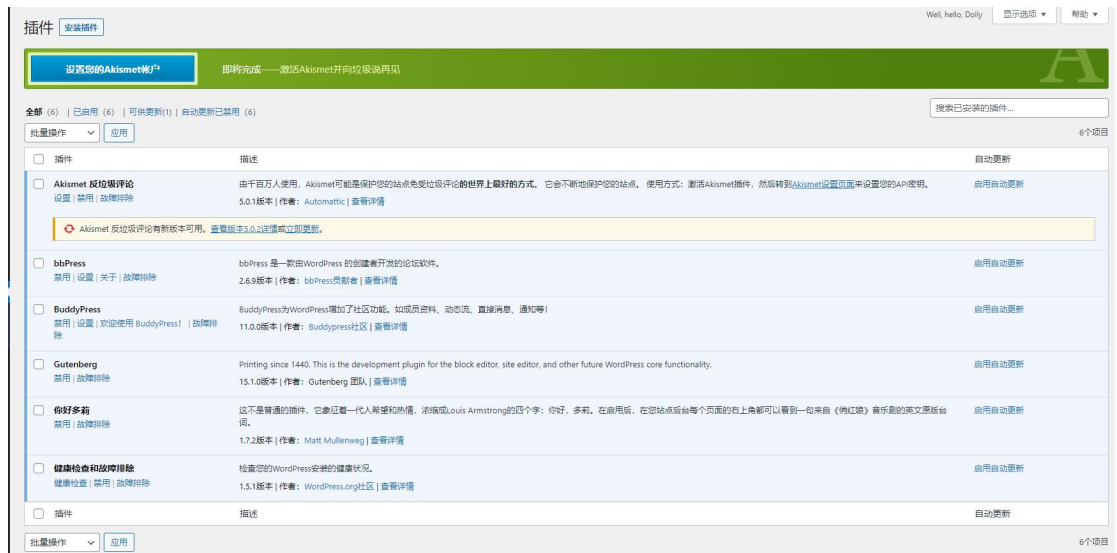 Well, hello, Dolly 显示选项 ▼ 帮助 ▼
插件 安装插件
设置您的Akismet帐户 即将完成——激活Akismet并向垃圾说再见
A
全部 (6) | 已启用 (6) | 可供更新(1) | 自动更新已禁用 (6)
搜索已安装的插件...
批量操作 应用 6个项目
插件 描述 自动更新
Akismet 反垃圾评论 由千百万人使用，Akismet可能是保护您的站点免受垃圾评论的世界上最好的方式。 它会不断地保护您的站点。 使用方式：激活Akismet插件，然后转到Akismet设置页面来设置您的API密钥。 启用自动更新
设置 | 禁用 | 故障排除
5.0.1版本 | 作者： Automattic | 查看详情
Akismet 反垃圾评论有新版本可用。查看版本5.0.2详情或立即更新。
bbPress bbPress 是一款由WordPress 的创建者开发的论坛软件。 启用自动更新
禁用 | 设置 | 关于 | 故障排除
2.6.9版本 | 作者： bbPress贡献者 | 查看详情
BuddyPress BuddyPress为WordPress增加了社区功能。如成员资料、动态流、直接消息、通知等！ 启用自动更新
禁用 | 设置 | 欢迎使用 BuddyPress！ | 故障排
除
11.0.0版本 | 作者： Buddypress社区 | 查看详情
Gutenberg Printing since 1440. This is the development plugin for the block editor, site editor, and other future WordPress core functionality. 启用自动更新
禁用 | 故障排除
15.1.0版本 | 作者：Gutenberg 团队 | 查看详情
你好多莉 这不是普通的插件，它象征着一代人希望和热情，浓缩成Louis Armstrong的四个字：你好，多莉。在启用后，在您站点后台每个页面的右上角都可以看到一句来自《俏红娘》音乐剧的英文原版台 启用自动更新
禁用 | 故障排除 词。
1.7.2版本 | 作者： Matt Mullenweg | 查看详情
健康检查和故障排除 检查您的WordPress安装的健康状况。 启用自动更新
健康检查 | 禁用 | 故障排除
1.5.1版本 | 作者： WordPress.org社区 | 查看详情
插件 描述 自动更新
批量操作 应用 6个项目